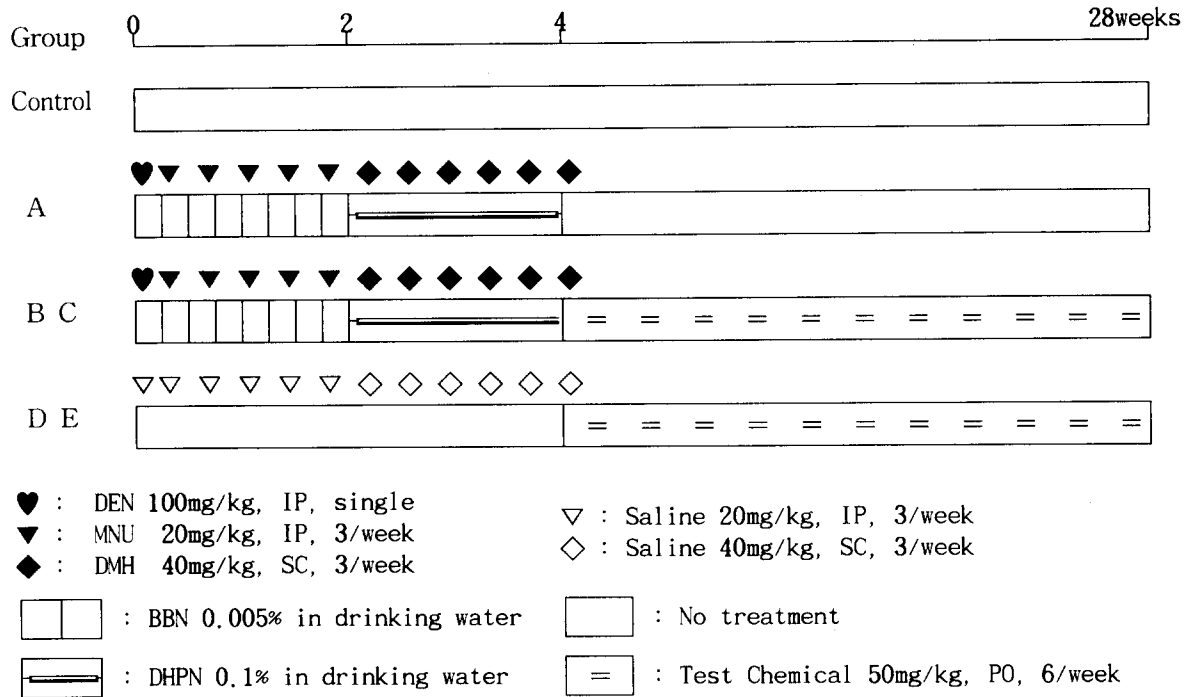 Group 0 2 4 28weeks
Control
A
B C
D E
♥ : DEN 100mg/kg, IP, single
▼ : MNU 20mg/kg, IP, 3/week
◆ : DMH 40mg/kg, SC, 3/week
▽ : Saline 20mg/kg, IP, 3/week
◇ : Saline 40mg/kg, SC, 3/week
: BBN 0.005% in drinking water
: No treatment
: DHPN 0.1% in drinking water
= : Test Chemical 50mg/kg, PO, 6/week